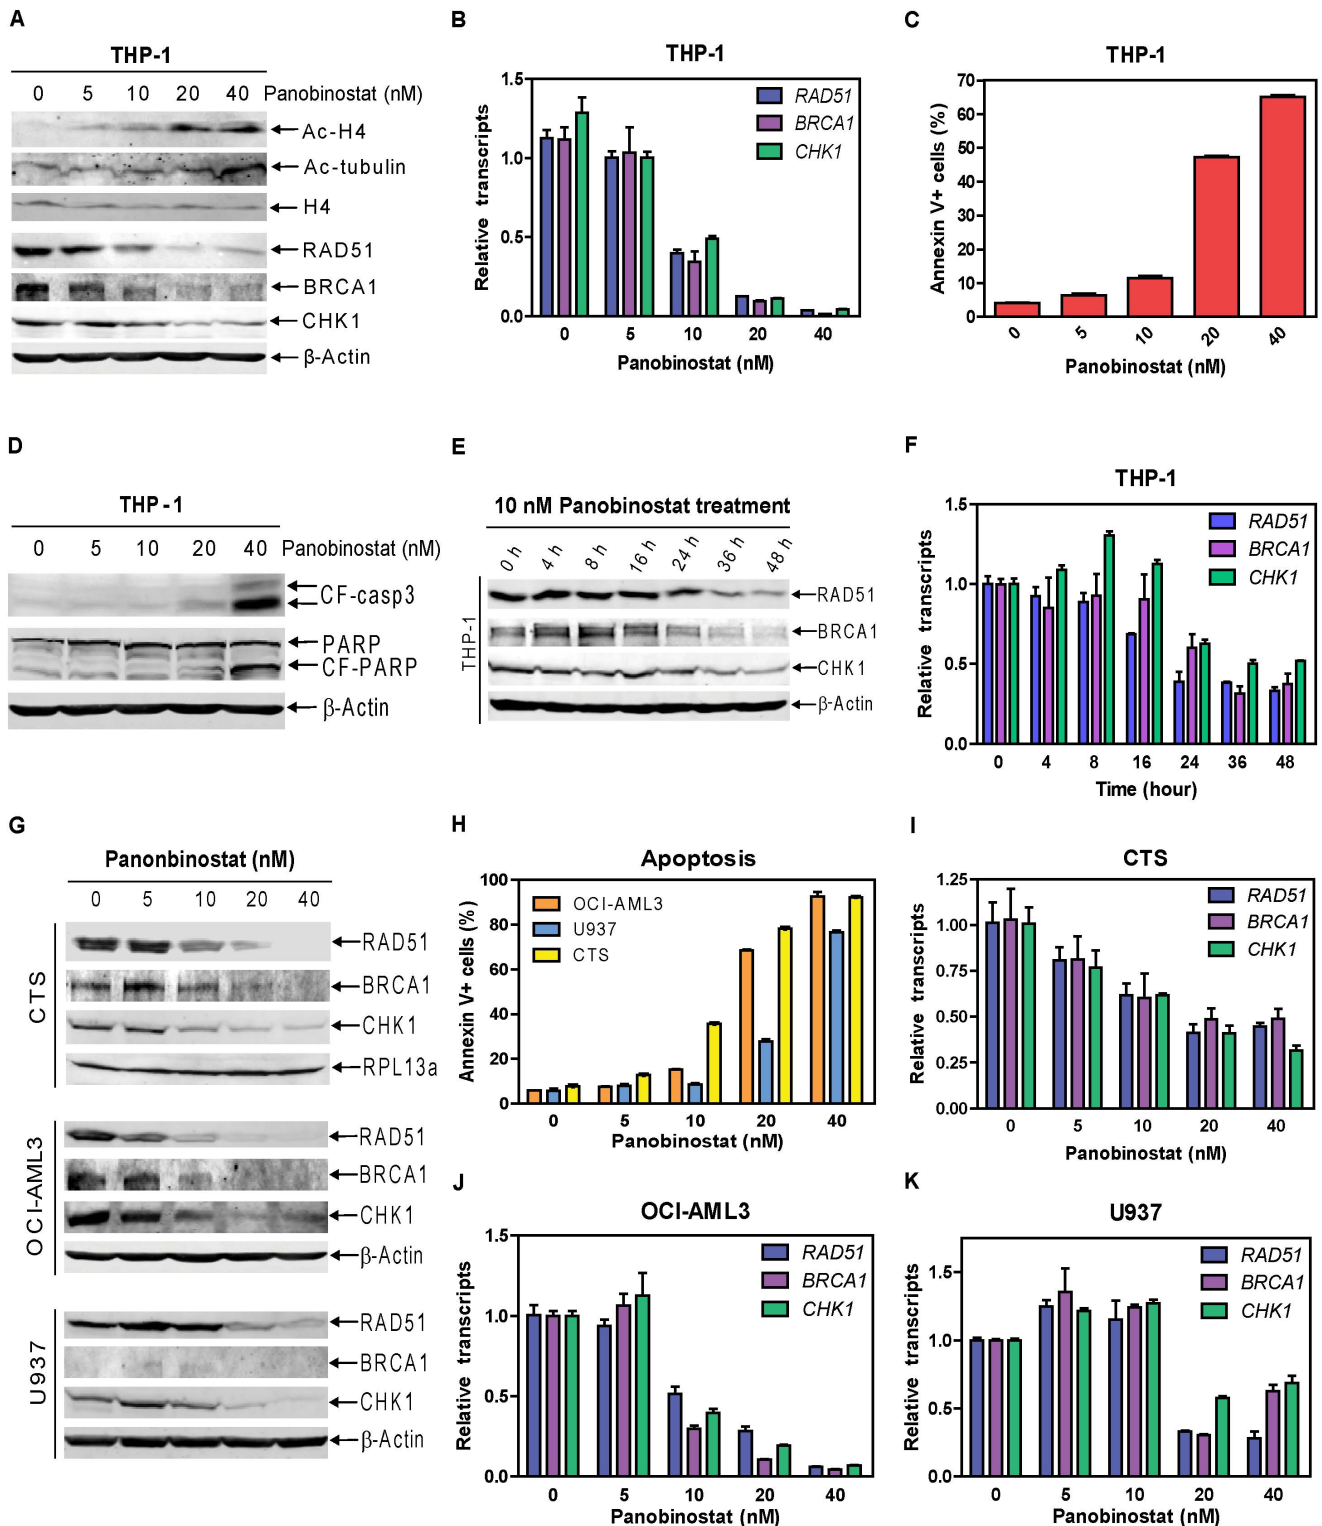 A
THP-1
0 5 10 20 40 Panobinostat (nM)
Ac-H4
Ac-tubulin
H4
RAD51
BRCA1
CHK1
β-Actin
B
THP-1
Relative transcripts
1.5
1.0
0.5
0.0
RAD51
BRCA1
CHK1
0 5 10 20 40
Panobinostat (nM)
C
THP-1
Annexin V+ cells (%)
70
60
50
40
30
20
10
0
0 5 10 20 40
Panobinostat (nM)
D
THP-1
0 5 10 20 40 Panobinostat (nM)
CF-casp3
PARP
CF-PARP
β-Actin
E
10 nM Panobinostat treatment
0 h 4 h 8 h 16 h 24 h 36 h 48 h
THP-1
RAD51
BRCA1
CHK1
β-Actin
F
THP-1
Relative transcripts
1.5
1.0
0.5
0.0
RAD51
BRCA1
CHK1
0 4 8 16 24 36 48
Time (hour)
G
Panonbinostat (nM)
0 5 10 20 40
CTS
RAD51
BRCA1
CHK1
RPL13a
OCI-AML3
RAD51
BRCA1
CHK1
β-Actin
U937
RAD51
BRCA1
CHK1
β-Actin
H
Apoptosis
Annexin V+ cells (%)
100
80
60
40
20
0
OCI-AML3
U937
CTS
0 5 10 20 40
Panobinostat (nM)
I
CTS
Relative transcripts
1.25
1.00
0.75
0.50
0.25
0.00
RAD51
BRCA1
CHK1
0 5 10 20 40
Panobinostat (nM)
J
OCI-AML3
Relative transcripts
1.5
1.0
0.5
0.0
RAD51
BRCA1
CHK1
0 5 10 20 40
Panobinostat (nM)
K
U937
Relative transcripts
1.5
1.0
0.5
0.0
RAD51
BRCA1
CHK1
0 5 10 20 40
Panobinostat (nM)